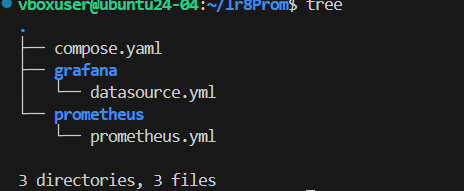 vboxuser@ubuntu24-04:~/lr8Prom$ tree
.
├── compose.yaml
├── grafana
│   └── datasource.yml
└── prometheus
    └── prometheus.yml

3 directories, 3 files